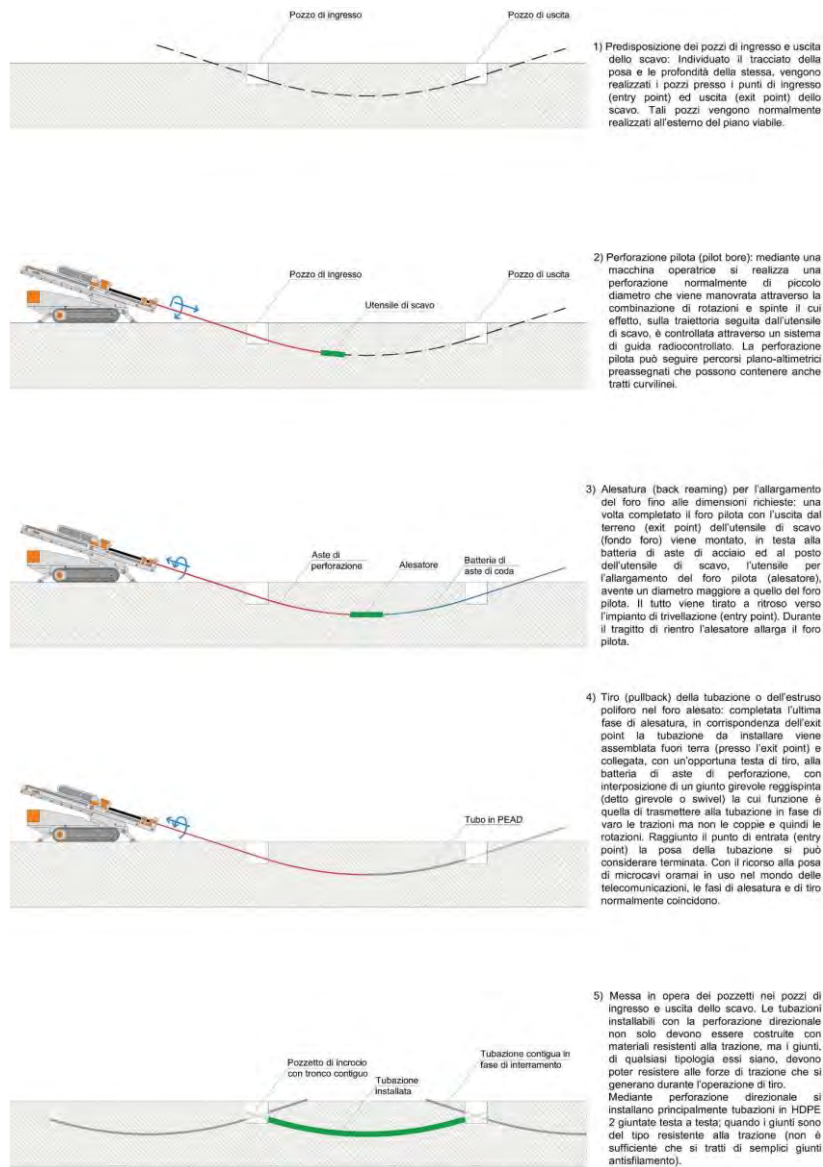 Pozzo di ingresso
Pozzo di uscita
1) Predisposizione dei pozzi di ingresso e uscita
dello scavo: Individuato il tracciato della
posa e le profondità della stessa, vengono
realizzati i pozzi presso i punti di ingresso
(entry point) ed uscita (exit point) dello
scavo. Tali pozzi vengono normalmente
realizzati all'esterno del piano viabile.
Pozzo di ingresso
Pozzo di uscita
Utensile di scavo
2) Perforazione pilota (pilot bore): mediante una
macchina operatrice si realizza una
perforazione normalmente di piccolo
diametro che viene manovrata attraverso la
combinazione di rotazioni e spinte il cui
effetto, sulla traiettoria seguita dall'utensile
di scavo, è controllata attraverso un sistema
di guida radiocontrollato. La perforazione
pilota può seguire percorsi plano-altimetrici
preassegnati che possono contenere anche
tratti curvilinei.
Aste di
perforazione
Alesatore
Batteria di
aste di coda
3) Alesatura (back reaming) per l'allargamento
del foro fino alle dimensioni richieste: una
volta completato il foro pilota con l'uscita dal
terreno (exit point) dell'utensile di scavo
(fondo foro) viene montato, in testa alla
batteria di aste di acciaio ed al posto
dell'utensile di scavo, l'utensile per
l'allargamento del foro pilota (alesatore),
avente un diametro maggiore a quello del foro
pilota. Il tutto viene tirato a ritroso verso
l'impianto di trivellazione (entry point). Durante
il tragitto di rientro l'alesatore allarga il foro
pilota.
Tubo in PEAD
4) Tiro (pullback) della tubazione o dell'estruso
poliforo nel foro alesato: completata l'ultima
fase di alesatura, in corrispondenza dell'exit
point la tubazione da installare viene
assemblata fuori terra (presso l'exit point) e
collegata, con un'opportuna testa di tiro, alla
batteria di aste di perforazione, con
interposizione di un giunto girevole reggispinta
(detto girevole o swivel) la cui funzione è
quella di trasmettere alla tubazione in fase di
varo le trazioni ma non le coppie e quindi le
rotazioni. Raggiunto il punto di entrata (entry
point) la posa della tubazione si può
considerare terminata. Con il ricorso alla posa
di microcavi oramai in uso nel mondo delle
telecomunicazioni, le fasi di alesatura e di tiro
normalmente coincidono.
Pozzetto di incrocio
con tronco contiguo
Tubazione
installata
Tubazione contigua in
fase di interramento
5) Messa in opera dei pozzetti nei pozzi di
ingresso e uscita dello scavo. Le tubazioni
installabili con la perforazione direzionale
non solo devono essere costruite con
materiali resistenti alla trazione, ma i giunti,
di qualsiasi tipologia essi siano, devono
poter resistere alle forze di trazione che si
generano durante l'operazione di tiro.
Mediante perforazione direzionale si
installano principalmente tubazioni in HDPE
2 giuntate testa a testa; quando i giunti sono
del tipo resistente alla trazione (non è
sufficiente che si tratti di semplici giunti
antisfilamento).